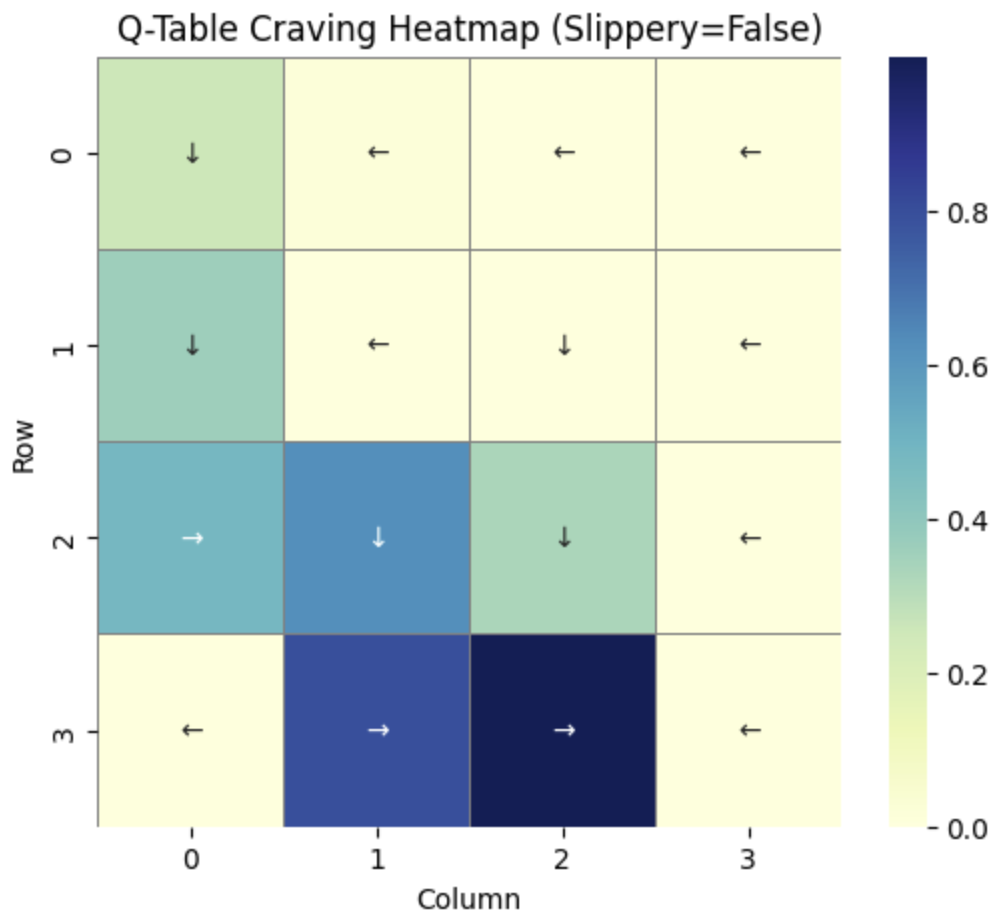 Q-Table Craving Heatmap (Slippery=False)
0 ↓ ← ← ←
1 ↓ ← ↓ ←
2 → ↓ ↓ ←
3 ← → → ←
0 1 2 3
Row
Column
0.8
0.6
0.4
0.2
0.0